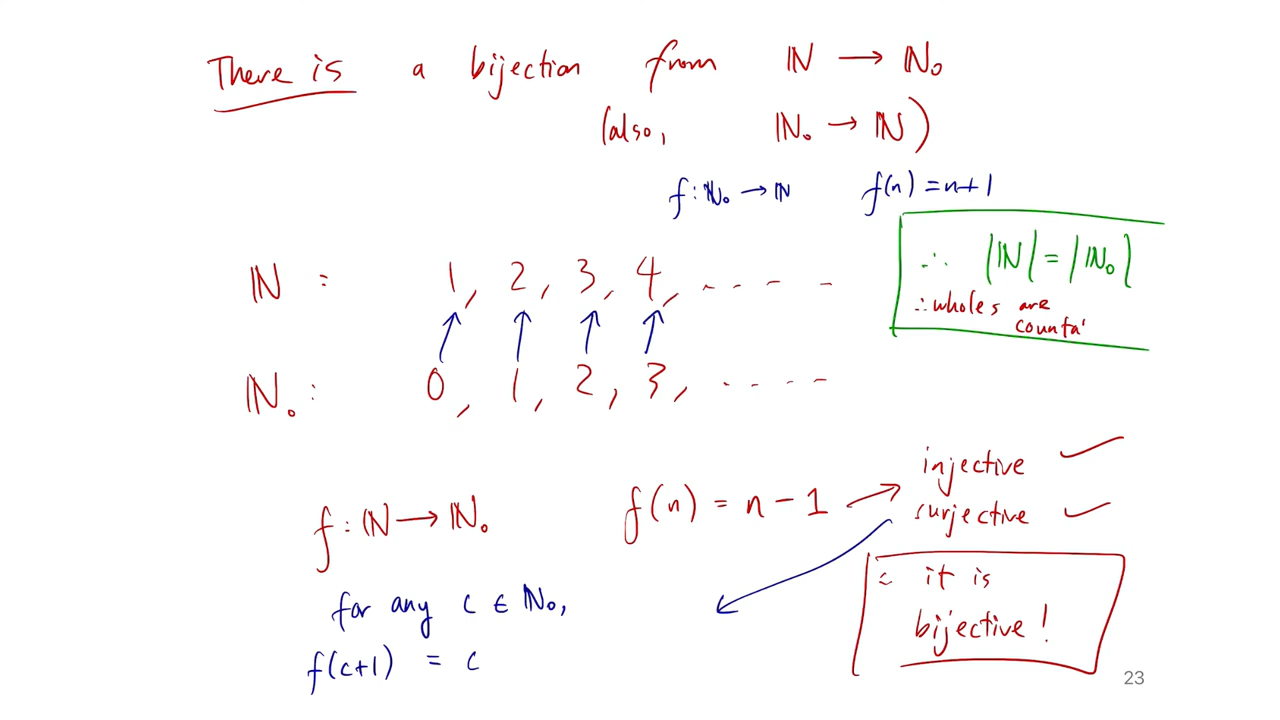 There is a bijection from ℕ → ℕ₀
(also, ℕ₀ → ℕ)
f : ℕ₀ → ℕ f(n) = n+1
∴ |ℕ| = |ℕ₀|
∴ wholes are
counta
ℕ : 1, 2, 3, 4, . . . . .
ℕ₀ : 0, 1, 2, 3, . . . . .
f : ℕ → ℕ₀ f(n) = n - 1 →
injective ✓
surjective ✓
∴ it is
bijective !
for any c ∈ ℕ₀,
f(c+1) = c
23